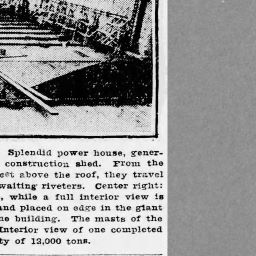 Splendid power house, gener-
construction shed. From the
eet above the roof, they travel
waiting riveters. Center right:
, while a full interior view is
and placed on edge in the giant
ne building. The masts of the
Interior view of one completed
ty of 12,000 tons.